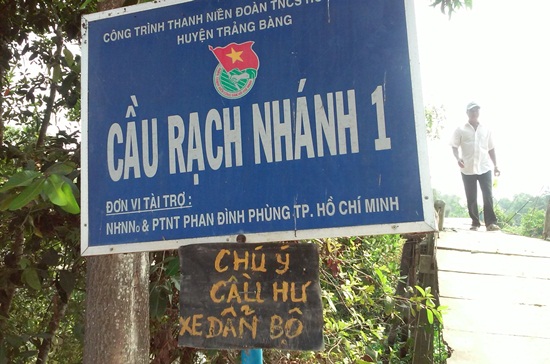 CÔNG TRÌNH THANH NIÊN ĐOÀN TNCS
HUYỆN TRẢNG BÀNG
CẦU RẠCH NHÁNH 1
ĐƠN VỊ TÀI TRỢ :
NHNNo & PTNT PHAN ĐÌNH PHÙNG TP. HỒ CHÍ MINH
CHÚ Ý
CẦU HƯ
XE DẪN BỘ